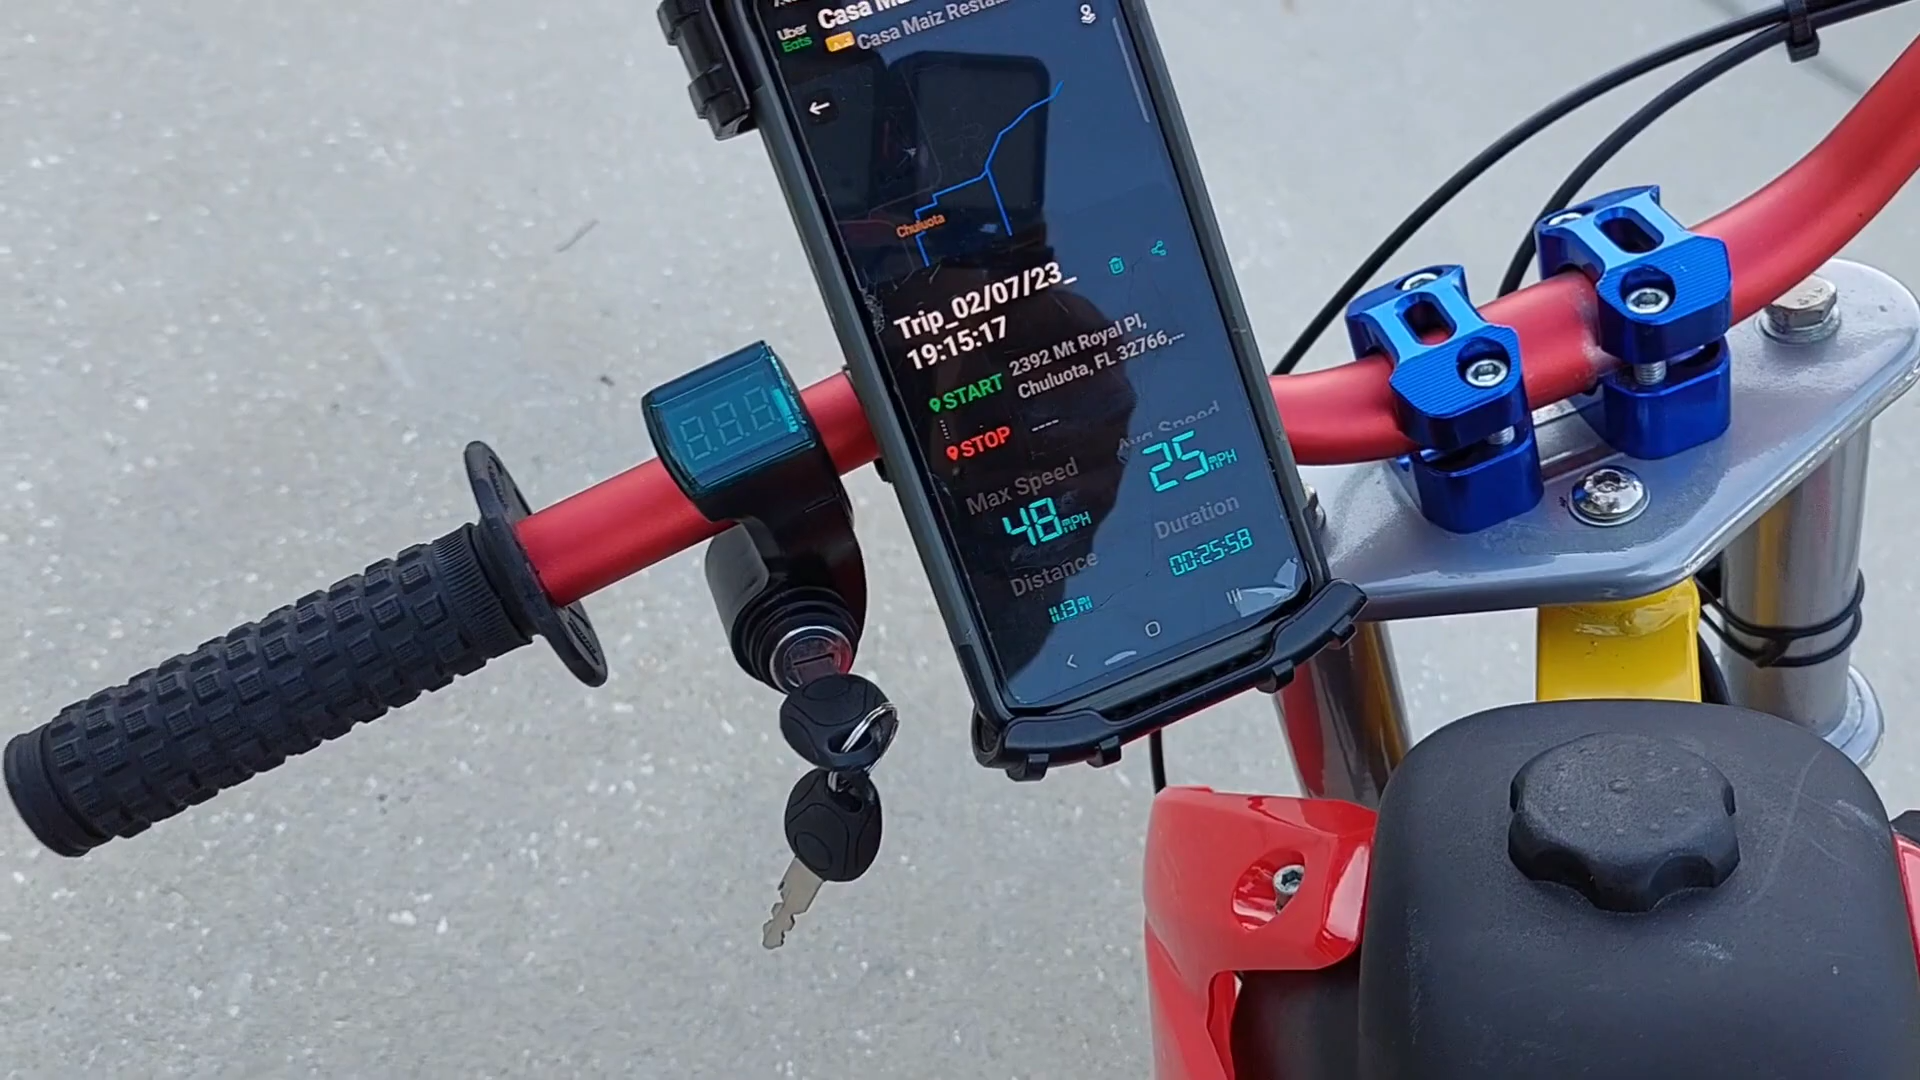 Uber
Eats
Casa
Casa Maiz Resta...
Chuluota
Trip_02/07/23_
19:15:17
START
2392 Mt Royal Pl,
Chuluota, FL 32766,...
STOP
----
Max Speed
Avg Speed
48MPH
25MPH
Distance
Duration
11.13MI
00:25:58